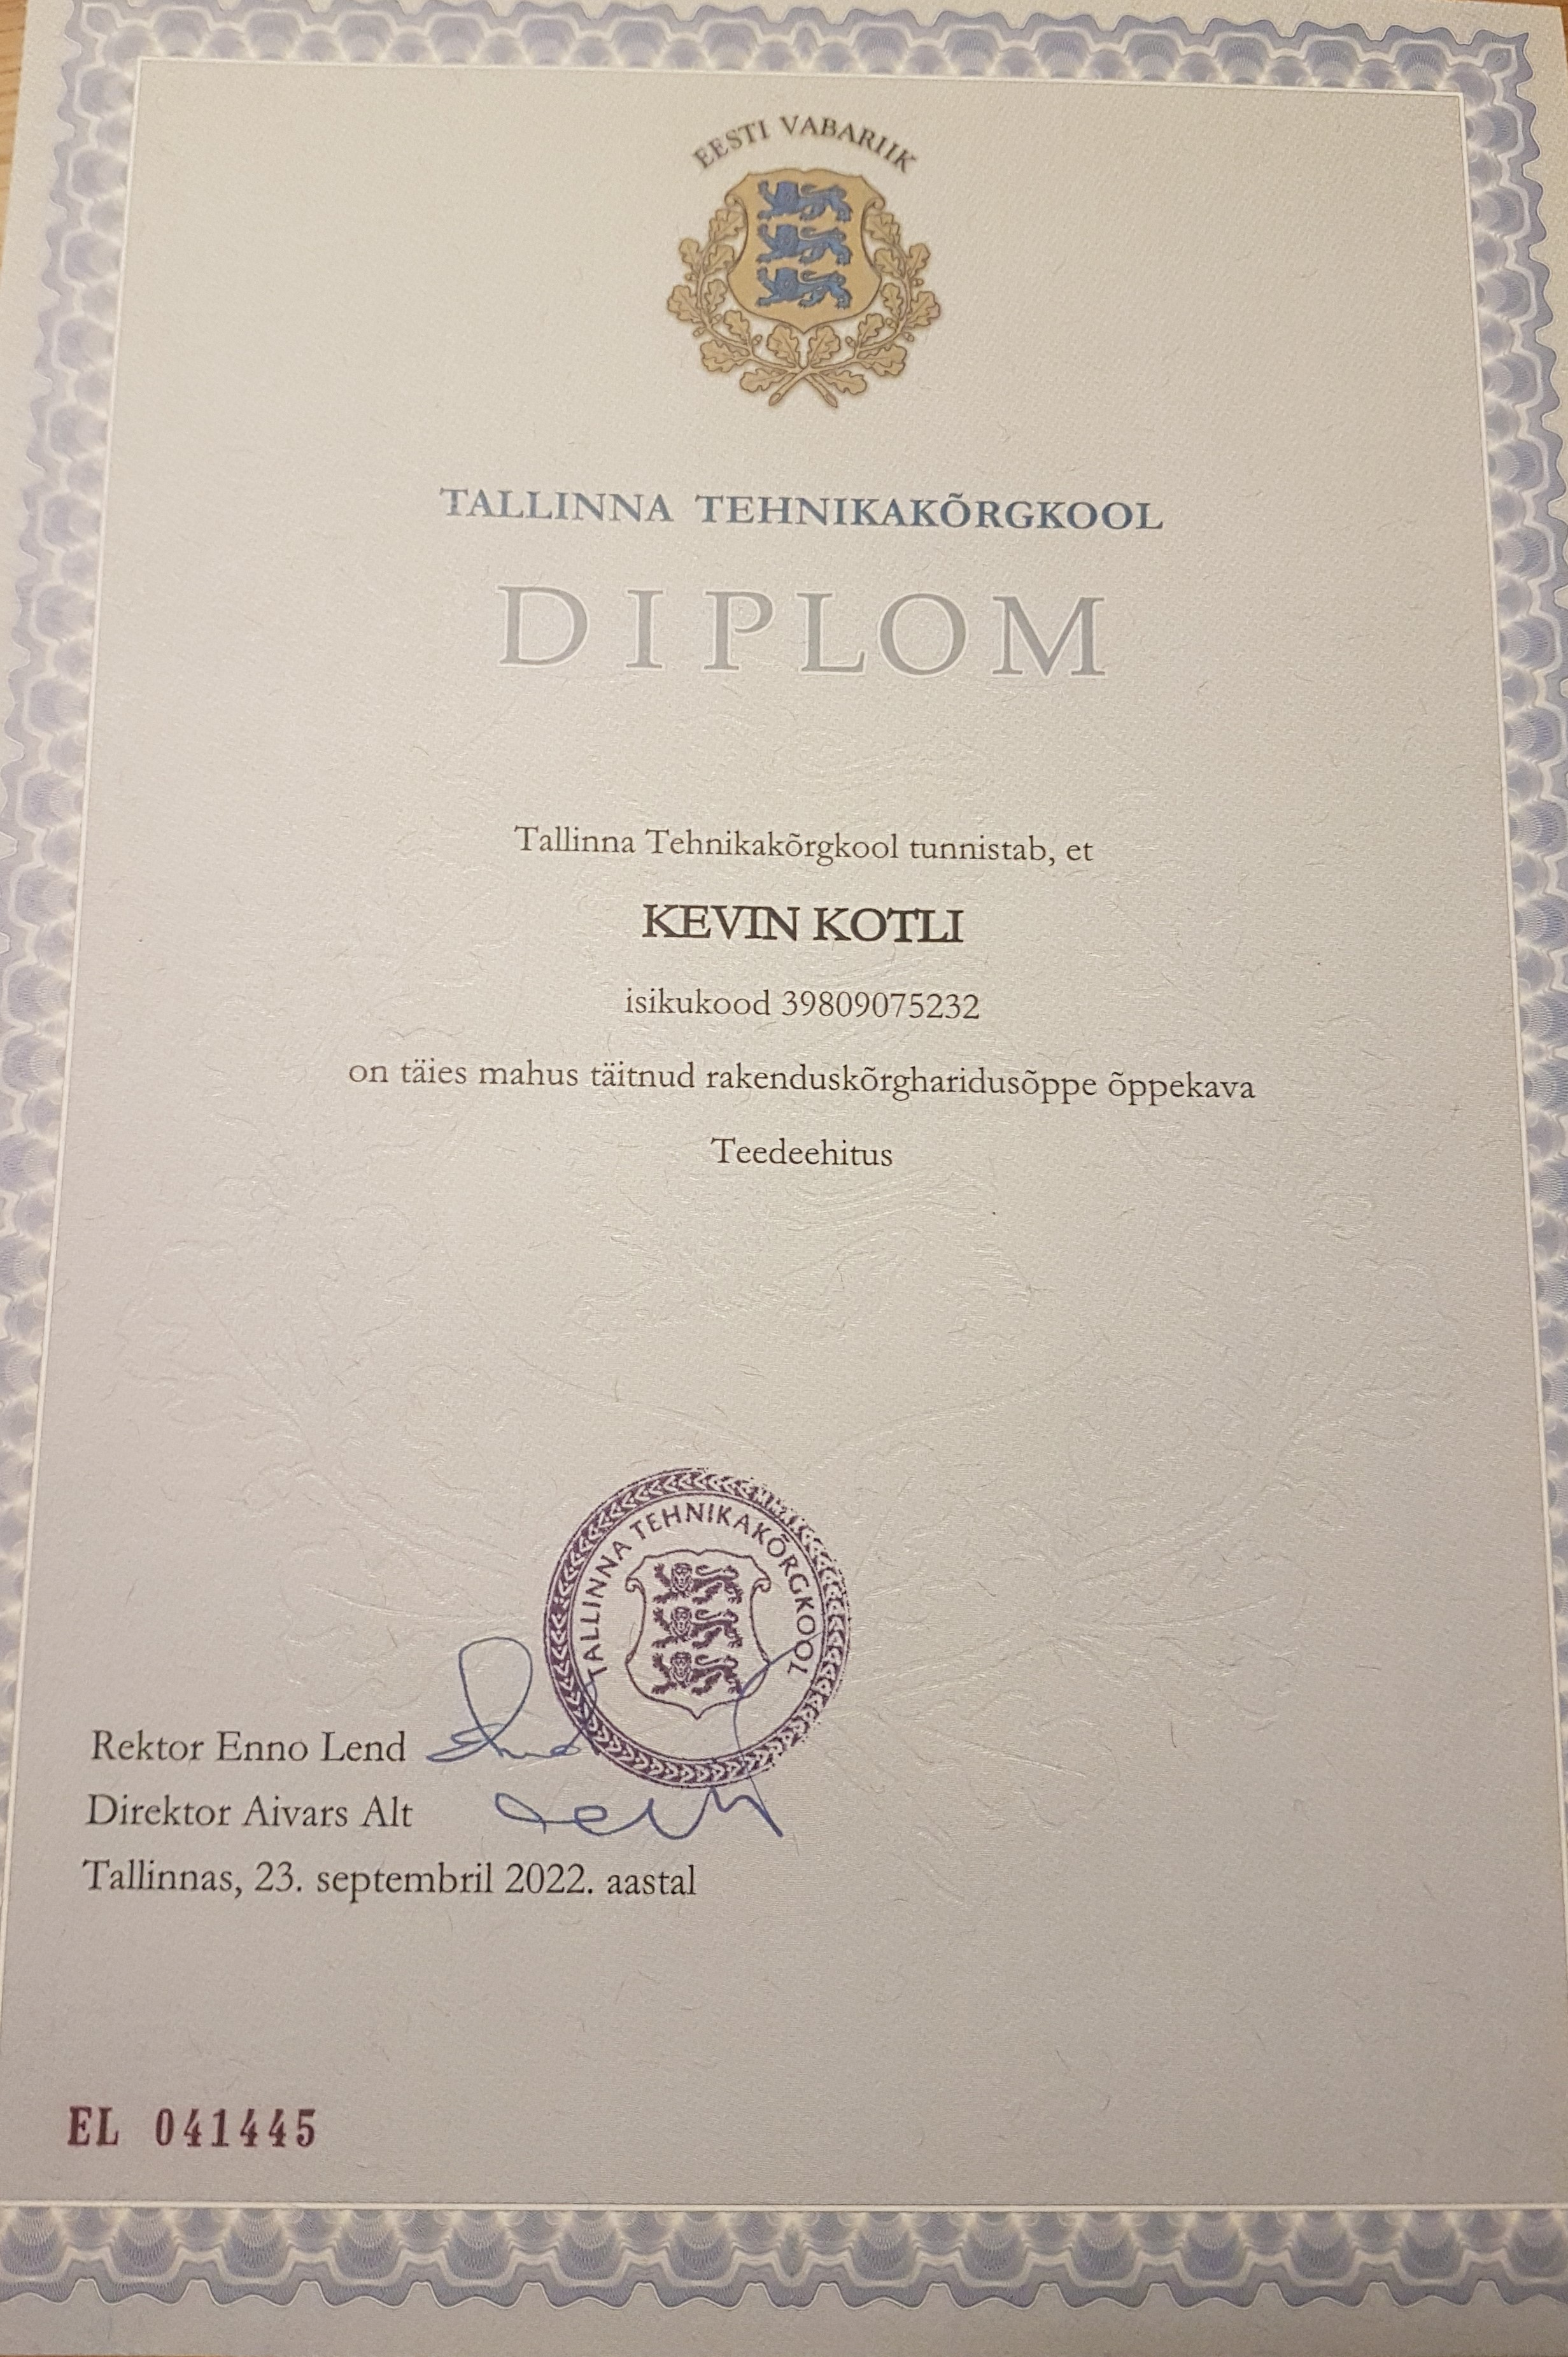 EESTI VABARIIK
TALLINNA TEHNIKAKÕRGKOOL
DIPLOM
Tallinna Tehnikakõrgkool tunnistab, et
KEVIN KOTLI
isikukood 39809075232
on täies mahus täitnud rakenduskõrgharidusõppe õppekava
Teedeehitus
TALLINNA TEHNIKAKÕRGKOOL
Rektor Enno Lend
Direktor Aivars Alt
Tallinnas, 23. septembril 2022. aastal
EL 041445